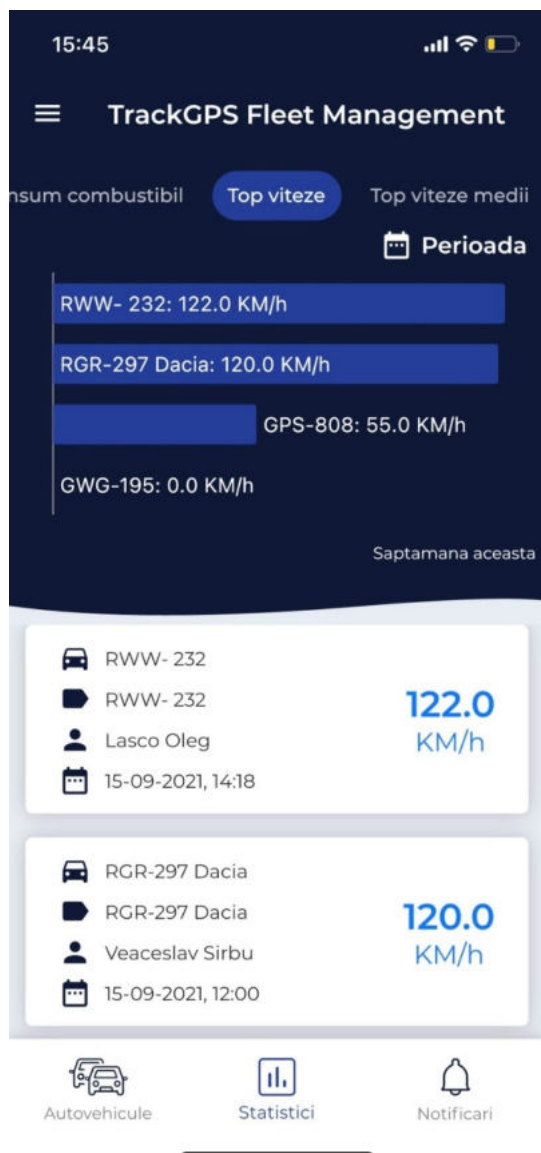 15:45
TrackGPS Fleet Management
nsum combustibil Top viteze Top viteze medii
Perioada
RWW- 232: 122.0 KM/h
RGR-297 Dacia: 120.0 KM/h
GPS-808: 55.0 KM/h
GWG-195: 0.0 KM/h
Saptamana aceasta
RWW- 232
RWW- 232
122.0
Lasco Oleg
KM/h
15-09-2021, 14:18
RGR-297 Dacia
RGR-297 Dacia
120.0
Veaceslav Sirbu
KM/h
15-09-2021, 12:00
Autovehicule Statistici Notificari